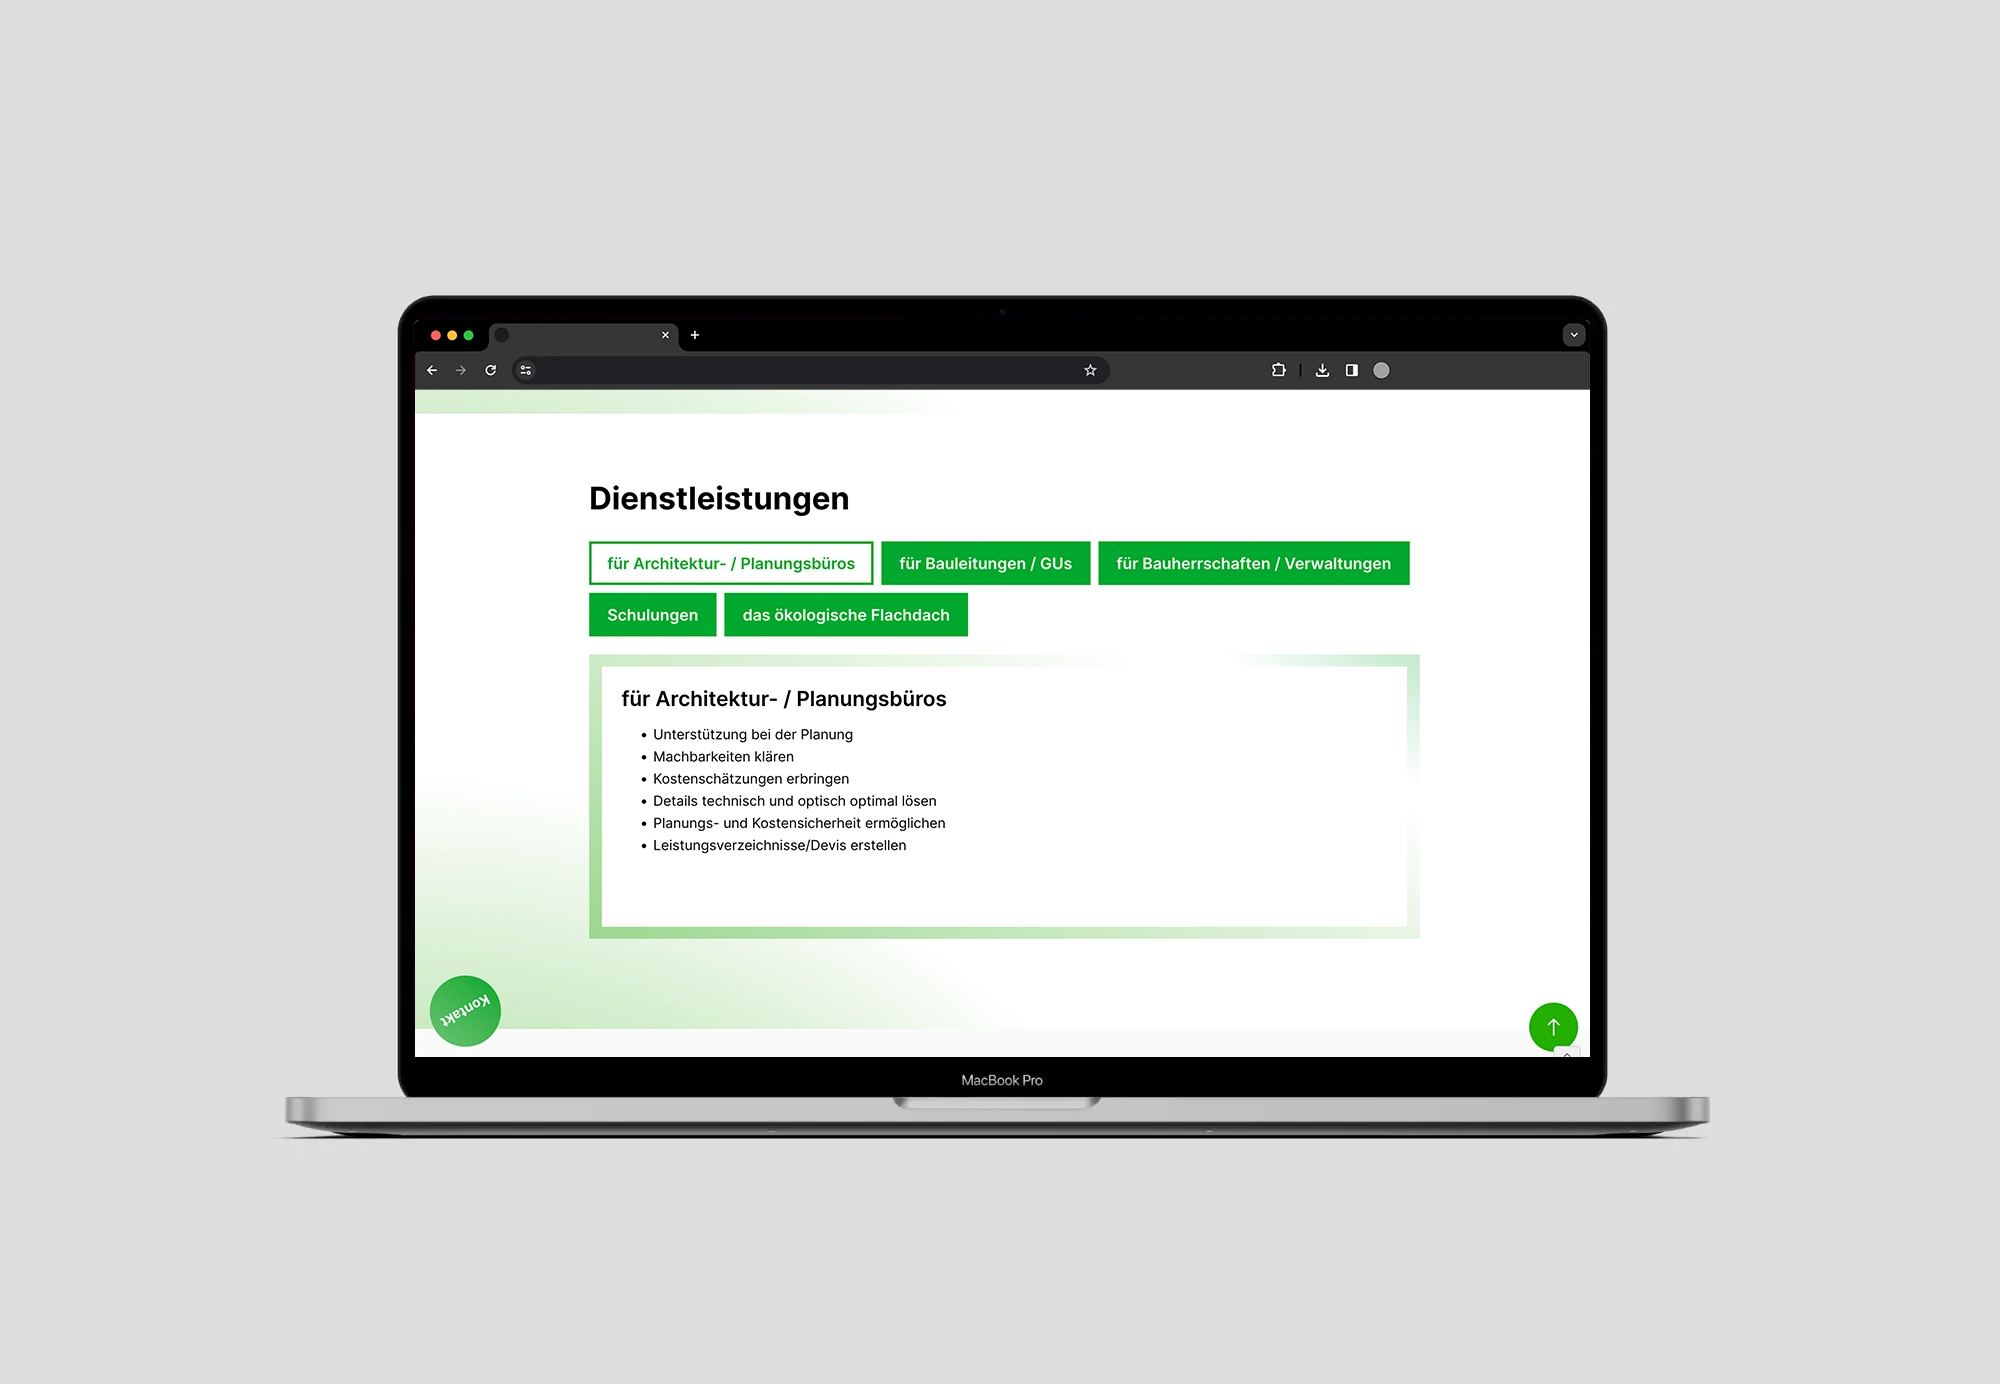 Dienstleistungen
für Architektur- / Planungsbüros
für Bauleitungen / GUs
für Bauherrschaften / Verwaltungen
Schulungen
das ökologische Flachdach
für Architektur- / Planungsbüros
• Unterstützung bei der Planung
• Machbarkeiten klären
• Kostenschätzungen erbringen
• Details technisch und optisch optimal lösen
• Planungs- und Kostensicherheit ermöglichen
• Leistungsverzeichnisse/Devis erstellen
Kontakt
MacBook Pro